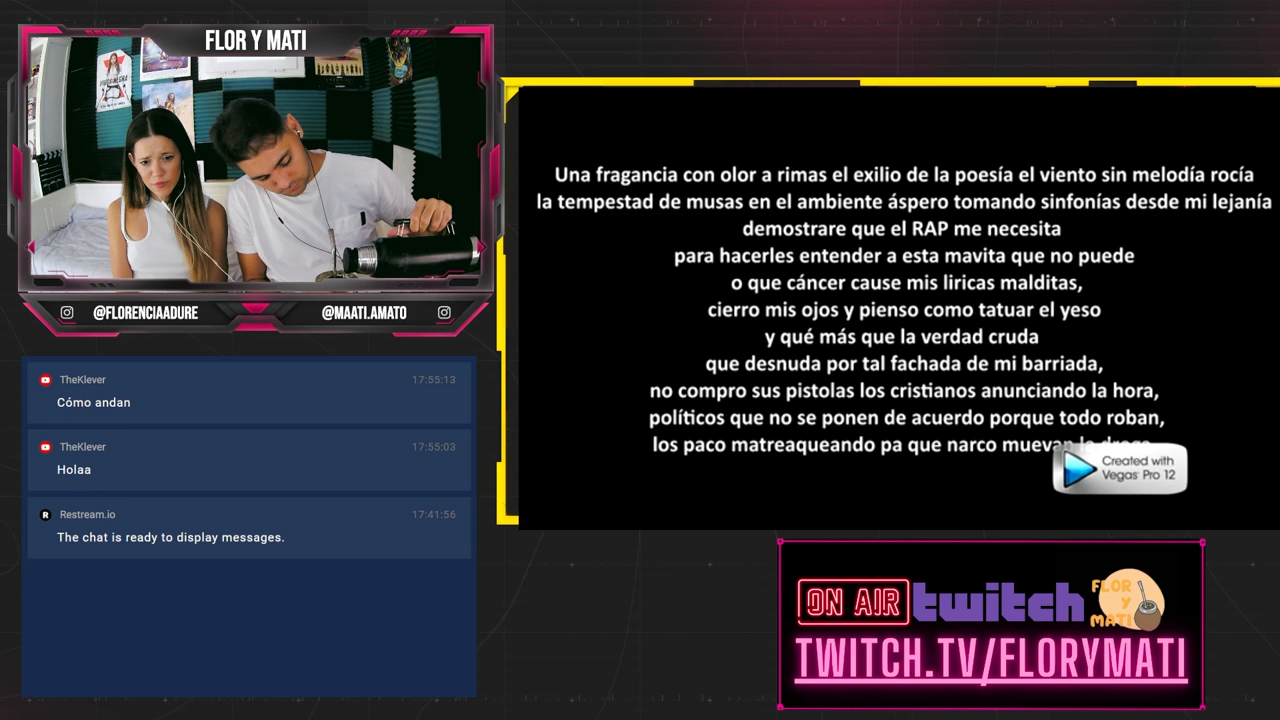 FLOR Y MATI
@FLORENCIAADURE
@MAATI.AMATO
TheKlever
17:55:13
Cómo andan
TheKlever
17:55:03
Holaa
R
Restream.io
17:41:56
The chat is ready to display messages.
Una fragancia con olor a rimas el exilio de la poesía el viento sin melodía rocía
la tempestad de musas en el ambiente áspero tomando sinfonías desde mi lejanía
demostrare que el RAP me necesita
para hacerles entender a esta mavita que no puede
o que cáncer cause mis liricas malditas,
cierro mis ojos y pienso como tatuar el yeso
y qué más que la verdad cruda
que desnuda por tal fachada de mi barriada,
no compro sus pistolas los cristianos anunciando la hora,
políticos que no se ponen de acuerdo porque todo roban,
los paco matreaqueando pa que narco muevan la droga
Created with
Vegas Pro 12
ON AIR
twitch
FLOR
Y
MATI
TWITCH.TV/FLORYMATI